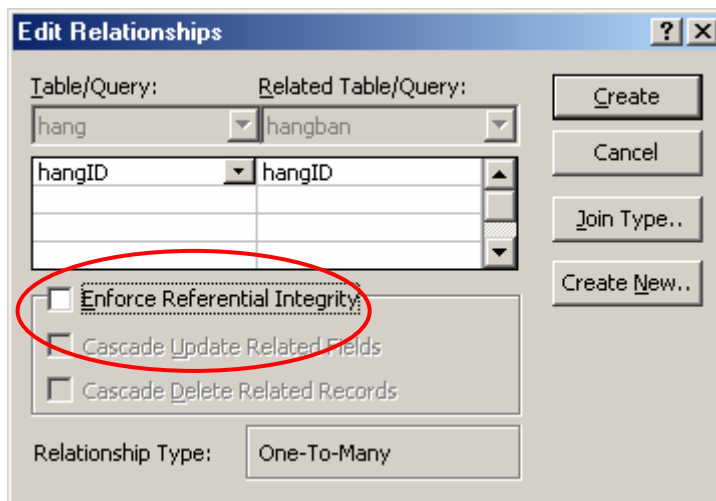 Edit Relationships
Table/Query: Related Table/Query:
hang hangban
hangID hangID
Enforce Referential Integrity
Cascade Update Related Fields
Cascade Delete Related Records
Relationship Type: One-To-Many
Create
Cancel
Join Type..
Create New..